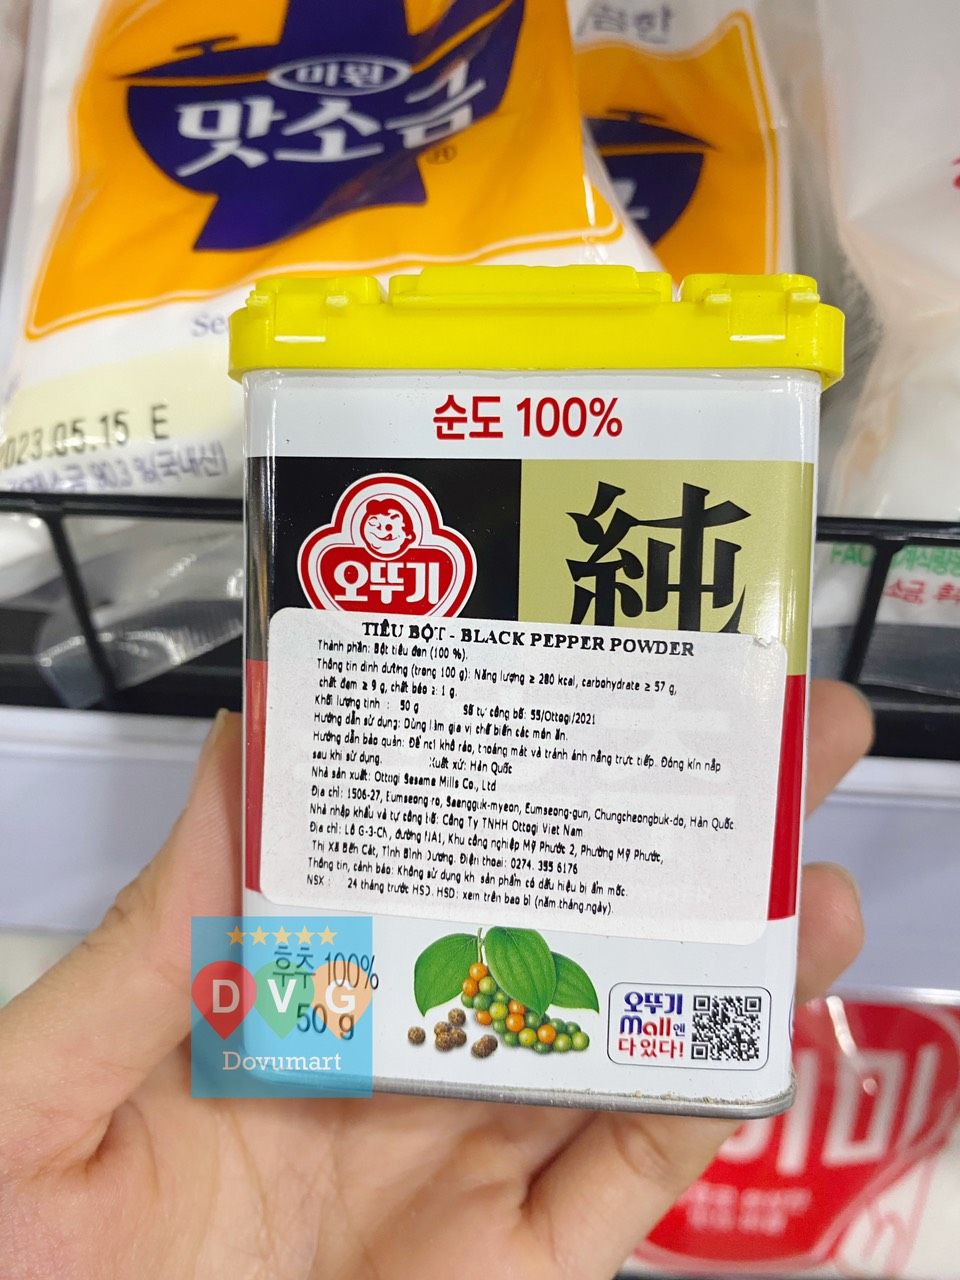 미원
맛소금
2023.05.15 E
순도 100%
오뚜기
純
TIÊU BỘT - BLACK PEPPER POWDER
Thành phần: Bột tiêu đen (100 %).
Thông tin dinh dưỡng (trong 100 g): Năng lượng ≥ 280 kcal, carbohydrate ≥ 57 g,
chất đạm ≥ 9 g, chất béo ≥ 1 g.
Khối lượng tịnh : 50 g Số tự công bố: 55/Ottogi/2021
Hướng dẫn sử dụng: Dùng làm gia vị chế biến các món ăn.
Hướng dẫn bảo quản: Để nơi khô ráo, thoáng mát và tránh ánh nắng trực tiếp. Đóng kín nắp
sau khi sử dụng. Xuất xứ: Hàn Quốc
Nhà sản xuất: Ottogi Sesame Mills Co., Ltd
Địa chỉ: 1506-27, Eumseong-ro, Saengguk-myeon, Eumseong-gun, Chungcheongbuk-do, Hàn Quốc
Nhà nhập khẩu và tự công bố: Công Ty TNHH Ottogi Việt Nam
Địa chỉ: Lô G-3-CN, đường NA1, Khu công nghiệp Mỹ Phước 2, Phường Mỹ Phước,
Thị Xã Bến Cát, Tỉnh Bình Dương. Điện thoại: 0274. 355 6176
Thông tin, cảnh báo: Không sử dụng khi sản phẩm có dấu hiệu bị ẩm mốc.
NSX : 24 tháng trước HSD. HSD: xem trên bao bì (năm.tháng.ngày).
후추 100%
50 g
DVG
Dovumart
오뚜기
mall엔
다있다!